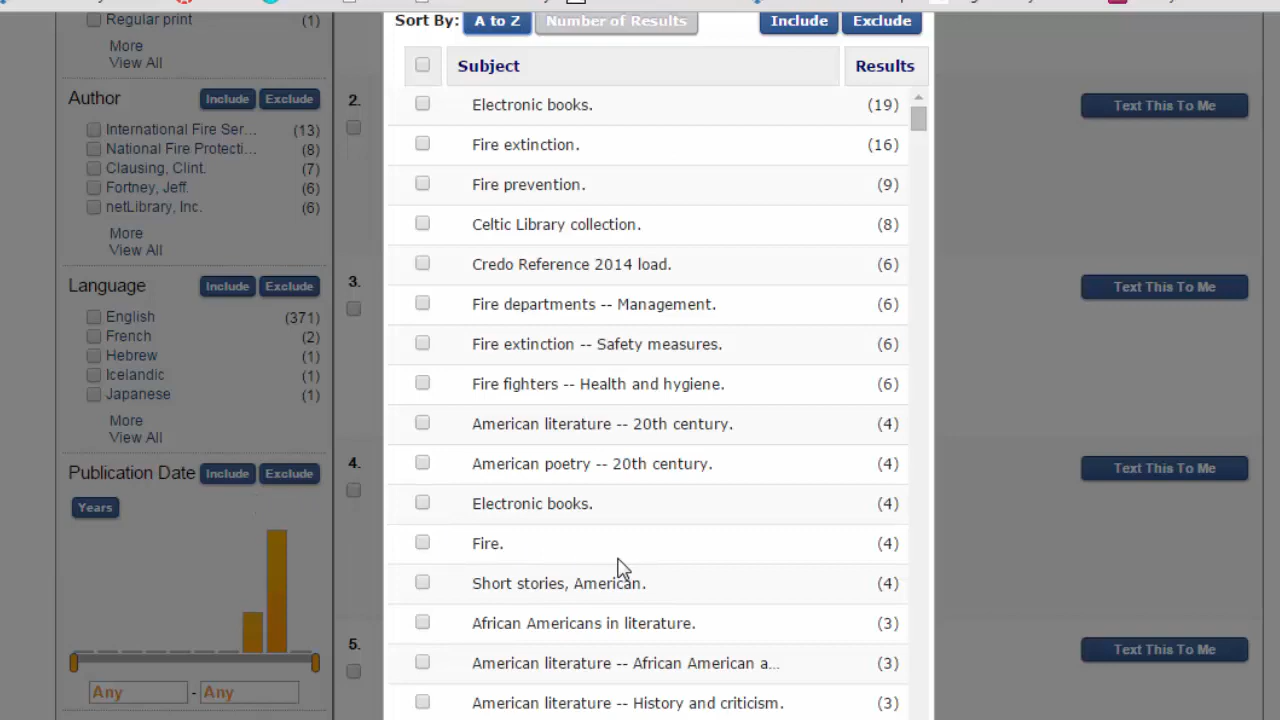 Regular print (1)
More
View All
Author Include Exclude
International Fire Ser... (13)
National Fire Protecti... (8)
Clausing, Clint. (7)
Fortney, Jeff. (6)
netLibrary, Inc. (6)
More
View All
Language Include Exclude
English (371)
French (2)
Hebrew (1)
Icelandic (1)
Japanese (1)
More
View All
Publication Date Include Exclude
Years
Any - Any
Sort By: A to Z Number of Results Include Exclude
Subject Results
Electronic books. (19)
Fire extinction. (16)
Fire prevention. (9)
Celtic Library collection. (8)
Credo Reference 2014 load. (6)
Fire departments -- Management. (6)
Fire extinction -- Safety measures. (6)
Fire fighters -- Health and hygiene. (6)
American literature -- 20th century. (4)
American poetry -- 20th century. (4)
Electronic books. (4)
Fire. (4)
Short stories, American. (4)
African Americans in literature. (3)
American literature -- African American a... (3)
American literature -- History and criticism. (3)
2.
Text This To Me
3.
Text This To Me
4.
Text This To Me
5.
Text This To Me